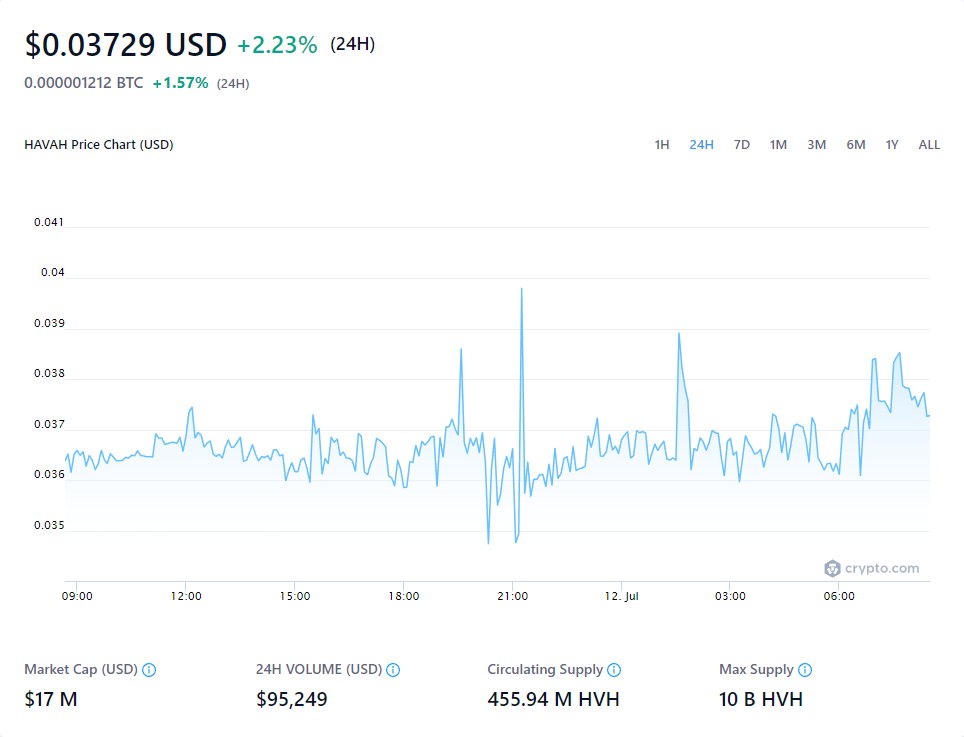 $0.03729 USD +2.23% (24H)
0.000001212 BTC +1.57% (24H)
HAVAH Price Chart (USD) 1H 24H 7D 1M 3M 6M 1Y ALL
0.041
0.04
0.039
0.038
0.037
0.036
0.035
crypto.com
09:00 12:00 15:00 18:00 21:00 12. Jul 03:00 06:00
Market Cap (USD) 24H VOLUME (USD) Circulating Supply Max Supply
$17 M $95,249 455.94 M HVH 10 B HVH